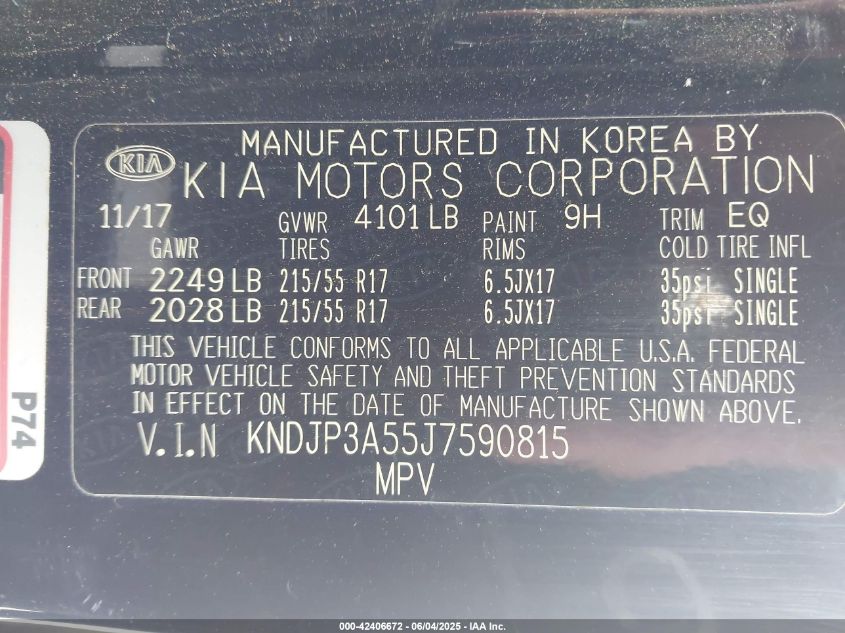 MANUFACTURED IN KOREA BY
KIA KIA MOTORS CORPORATION
11/17 GVWR 4101 LB PAINT 9H TRIM EQ
GAWR TIRES RIMS COLD TIRE INFL
FRONT 2249 LB 215/55 R17 6.5JX17 35psi SINGLE
REAR 2028 LB 215/55 R17 6.5JX17 35psi SINGLE
THIS VEHICLE CONFORMS TO ALL APPLICABLE U.S.A. FEDERAL
MOTOR VEHICLE SAFETY AND THEFT PREVENTION STANDARDS
IN EFFECT ON THE DATE OF MANUFACTURE SHOWN ABOVE.
V.I.N KNDJP3A55J7590815
MPV
P74
000-42406672 - 06/04/2025 - IAA Inc.